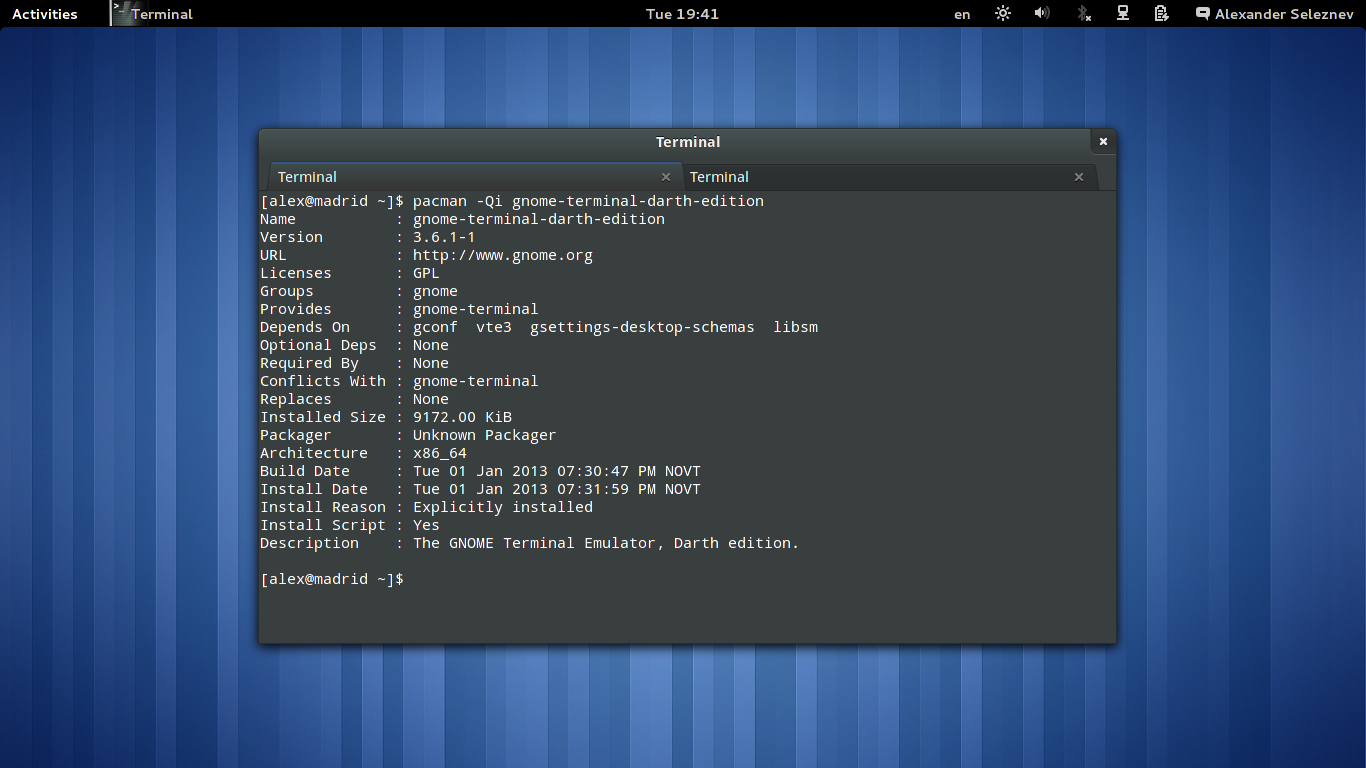 Activities Terminal Tue 19:41 en Alexander Seleznev
Terminal
Terminal Terminal
[alex@madrid ~]$ pacman -Qi gnome-terminal-darth-edition
Name           : gnome-terminal-darth-edition
Version        : 3.6.1-1
URL            : http://www.gnome.org
Licenses       : GPL
Groups         : gnome
Provides       : gnome-terminal
Depends On     : gconf  vte3  gsettings-desktop-schemas  libsm
Optional Deps  : None
Required By    : None
Conflicts With : gnome-terminal
Replaces       : None
Installed Size : 9172.00 KiB
Packager       : Unknown Packager
Architecture   : x86_64
Build Date     : Tue 01 Jan 2013 07:30:47 PM NOVT
Install Date   : Tue 01 Jan 2013 07:31:59 PM NOVT
Install Reason : Explicitly installed
Install Script : Yes
Description    : The GNOME Terminal Emulator, Darth edition.
[alex@madrid ~]$